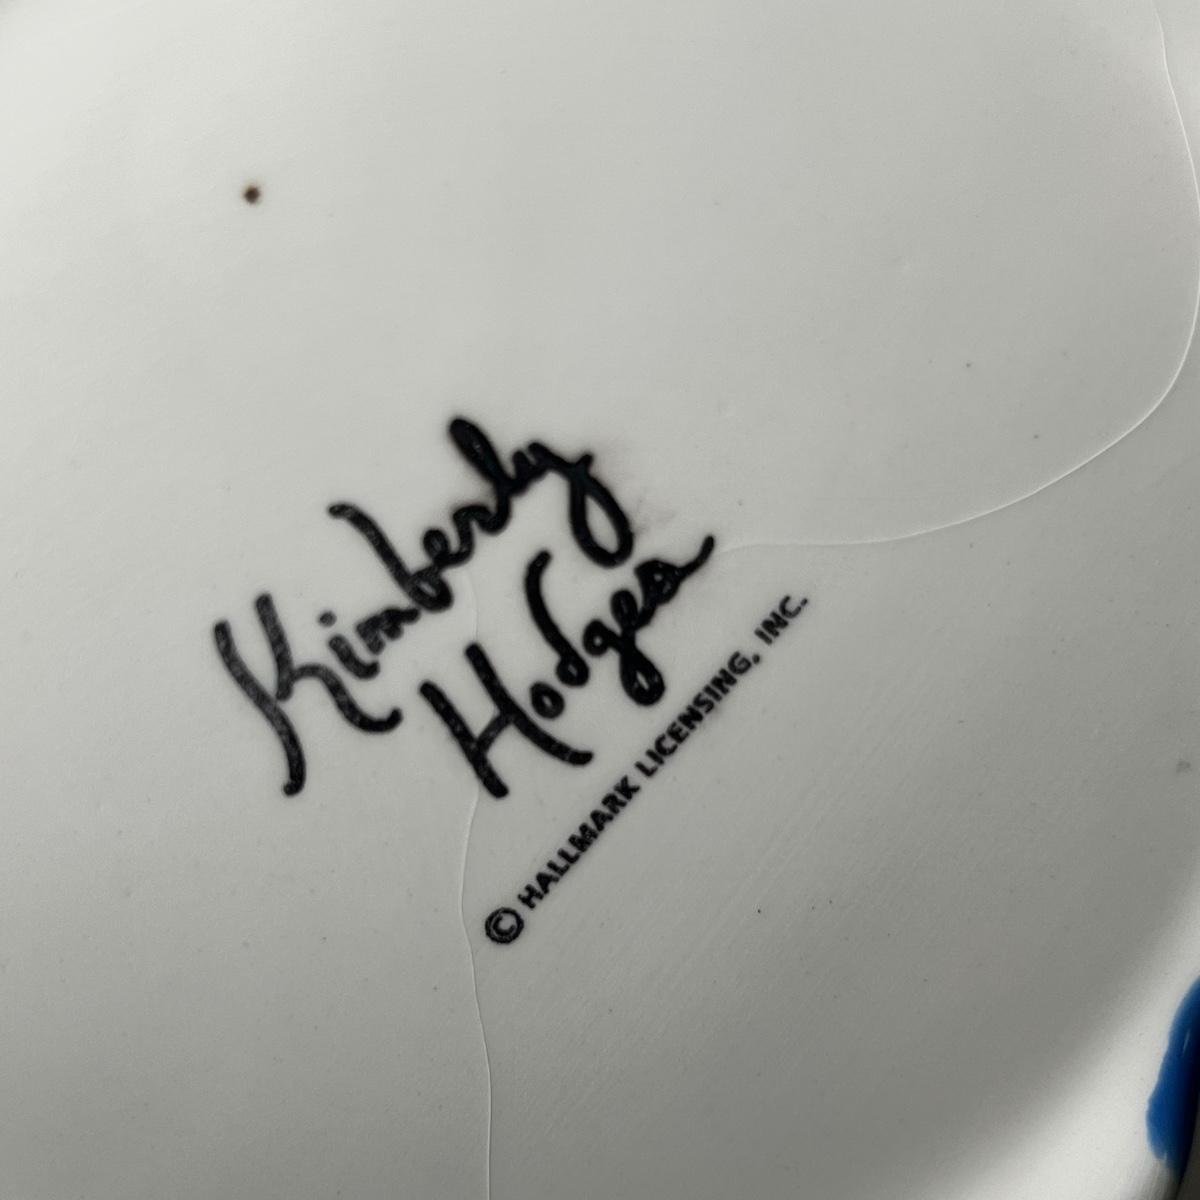 Kimberly
Hodges
© HALLMARK LICENSING, INC.